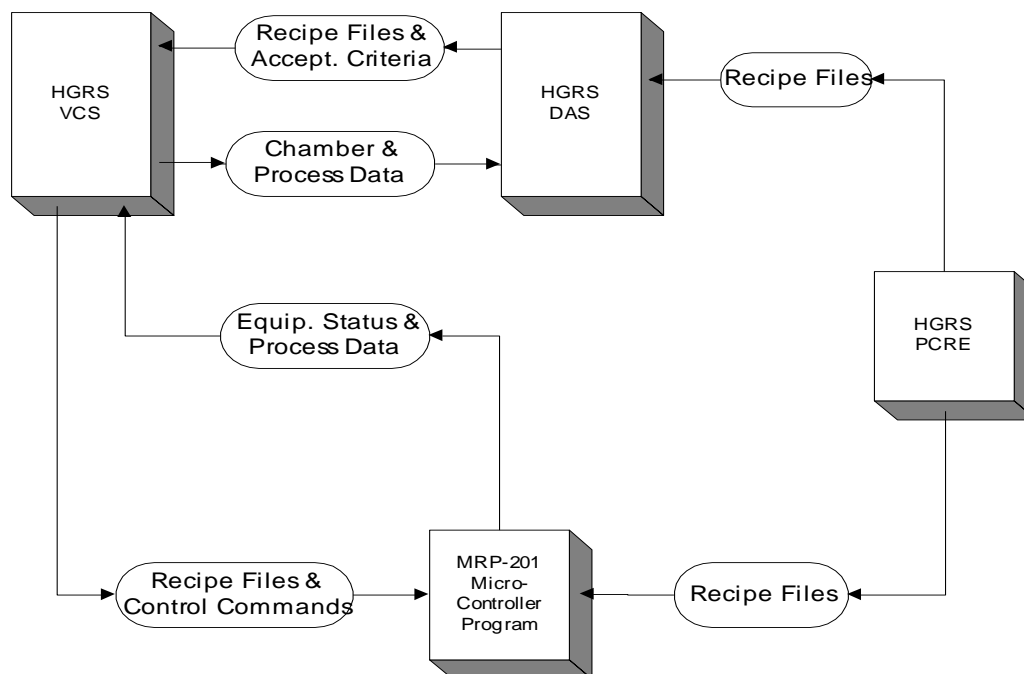 Recipe Files &
Accept. Criteria
HGRS
VCS
HGRS
DAS
Recipe Files
Chamber &
Process Data
Equip. Status &
Process Data
HGRS
PCRE
MRP-201
Micro-
Controller
Program
Recipe Files &
Control Commands
Recipe Files